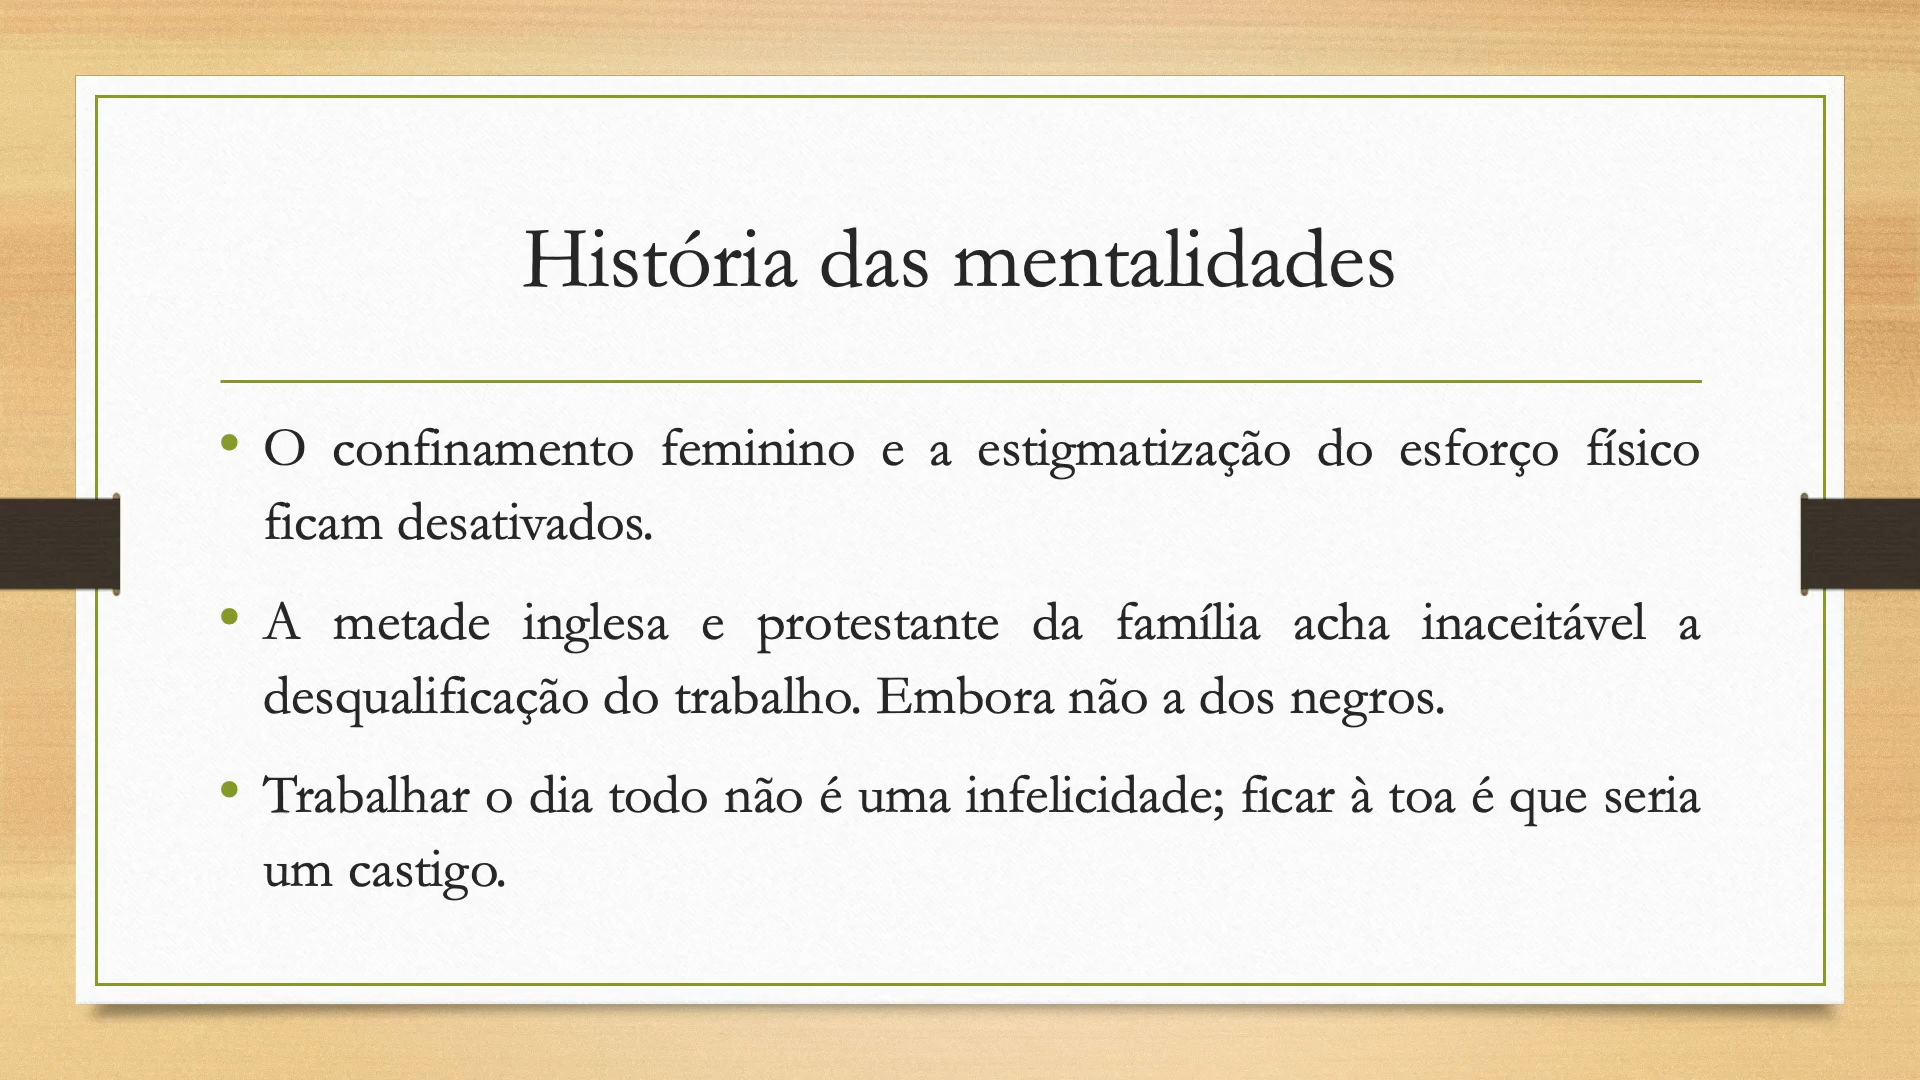 História das mentalidades
• O confinamento feminino e a estigmatização do esforço físico
ficam desativados.
• A metade inglesa e protestante da família acha inaceitável a
desqualificação do trabalho. Embora não a dos negros.
• Trabalhar o dia todo não é uma infelicidade; ficar à toa é que seria
um castigo.